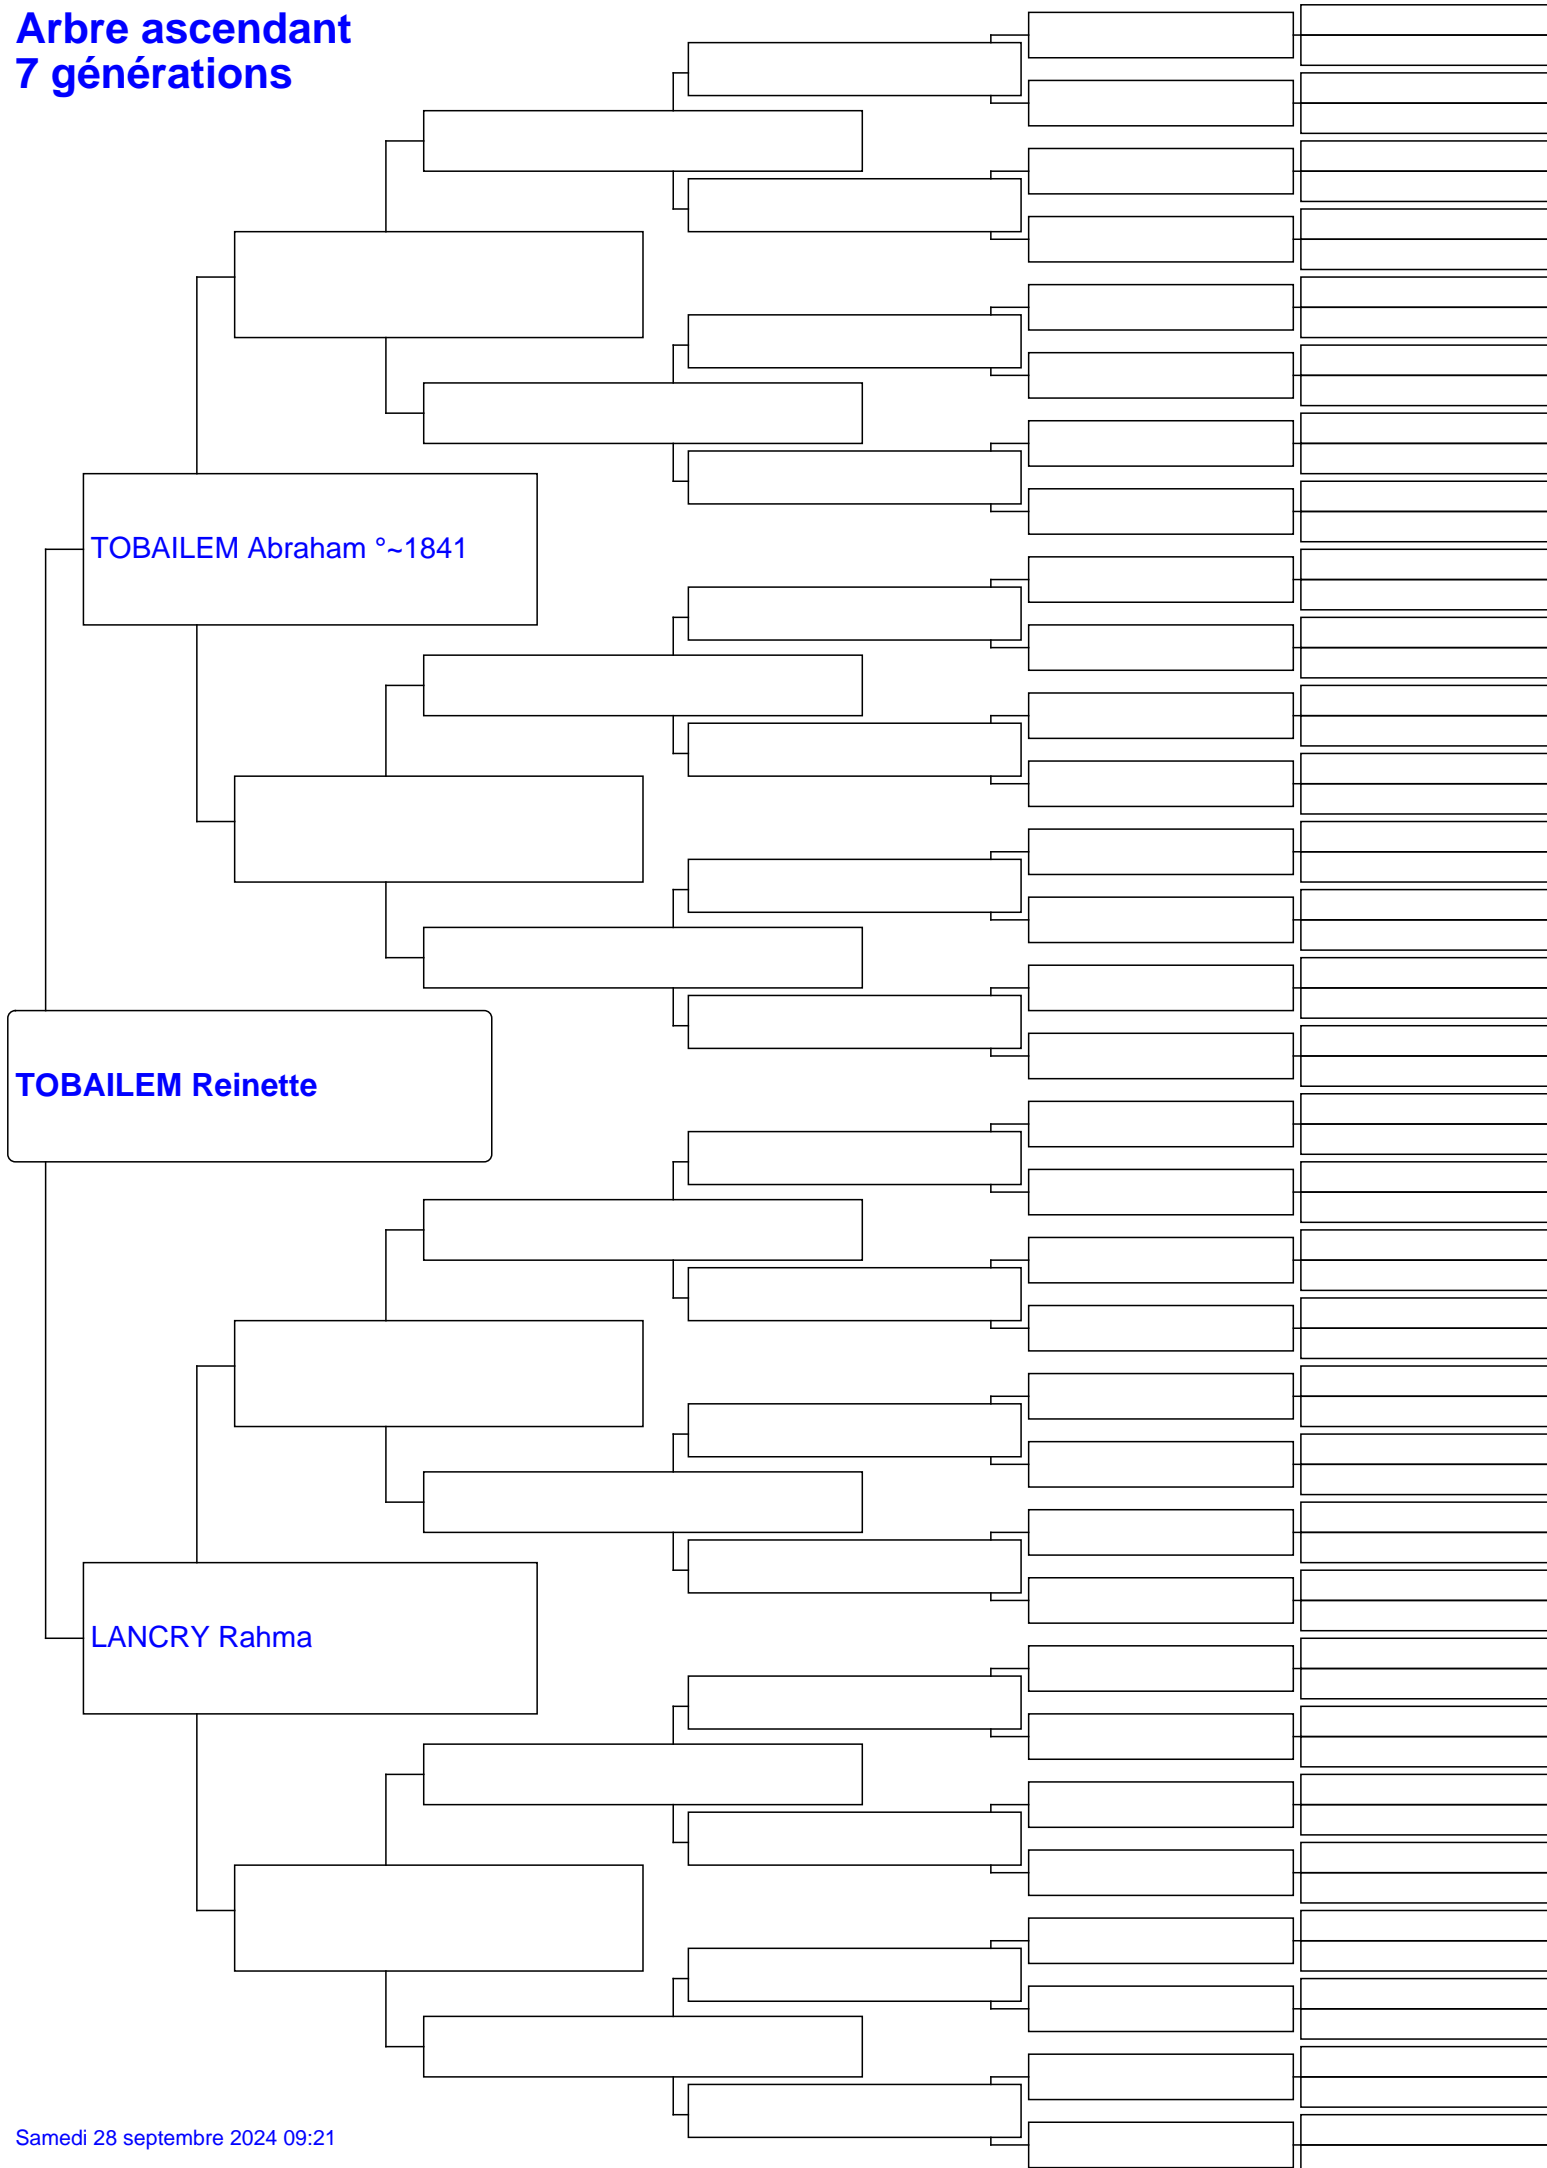 Arbre ascendant
7 générations
TOBAILEM Abraham °~1841
TOBAILEM Reinette
LANCRY Rahma
Samedi 28 septembre 2024 09:21